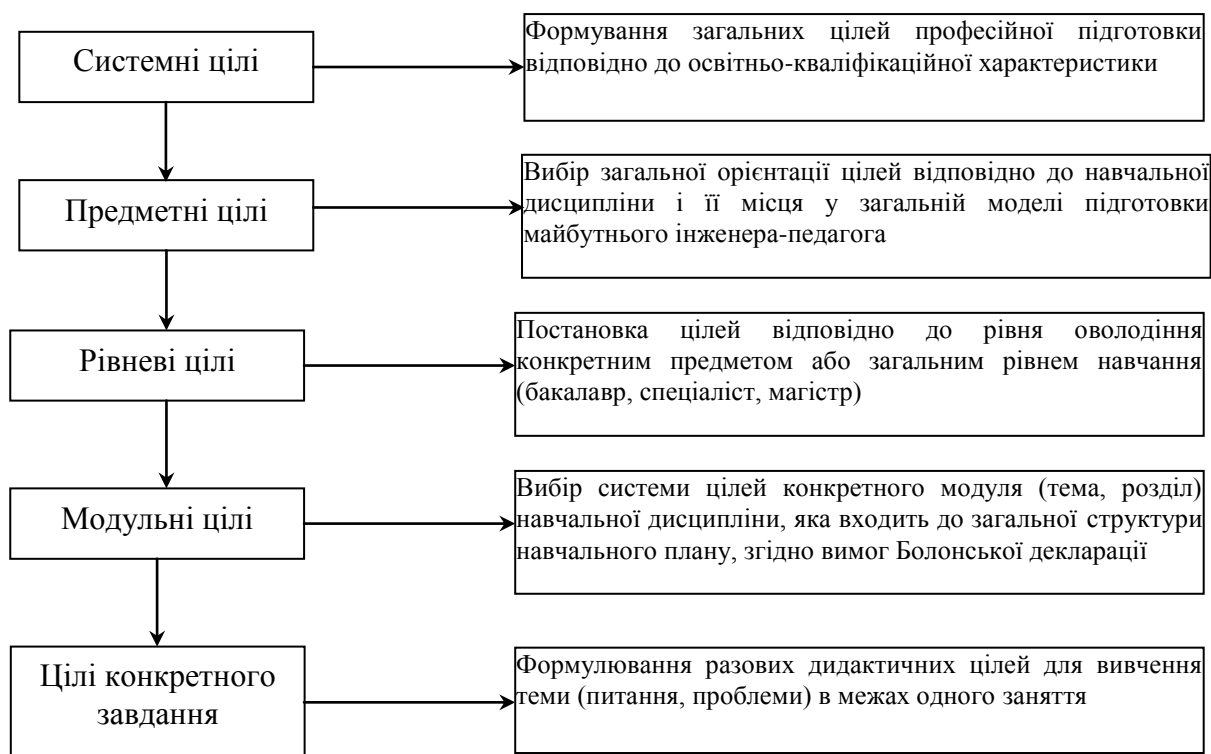 Системні цілі
Формування загальних цілей професійної підготовки
відповідно до освітньо-кваліфікаційної характеристики
Предметні цілі
Вибір загальної орієнтації цілей відповідно до навчальної
дисципліни і її місця у загальній моделі підготовки
майбутнього інженера-педагога
Рівневі цілі
Постановка цілей відповідно до рівня оволодіння
конкретним предметом або загальним рівнем навчання
(бакалавр, спеціаліст, магістр)
Модульні цілі
Вибір системи цілей конкретного модуля (тема, розділ)
навчальної дисципліни, яка входить до загальної структури
навчального плану, згідно вимог Болонської декларації
Цілі конкретного
завдання
Формулювання разових дидактичних цілей для вивчення
теми (питання, проблеми) в межах одного заняття